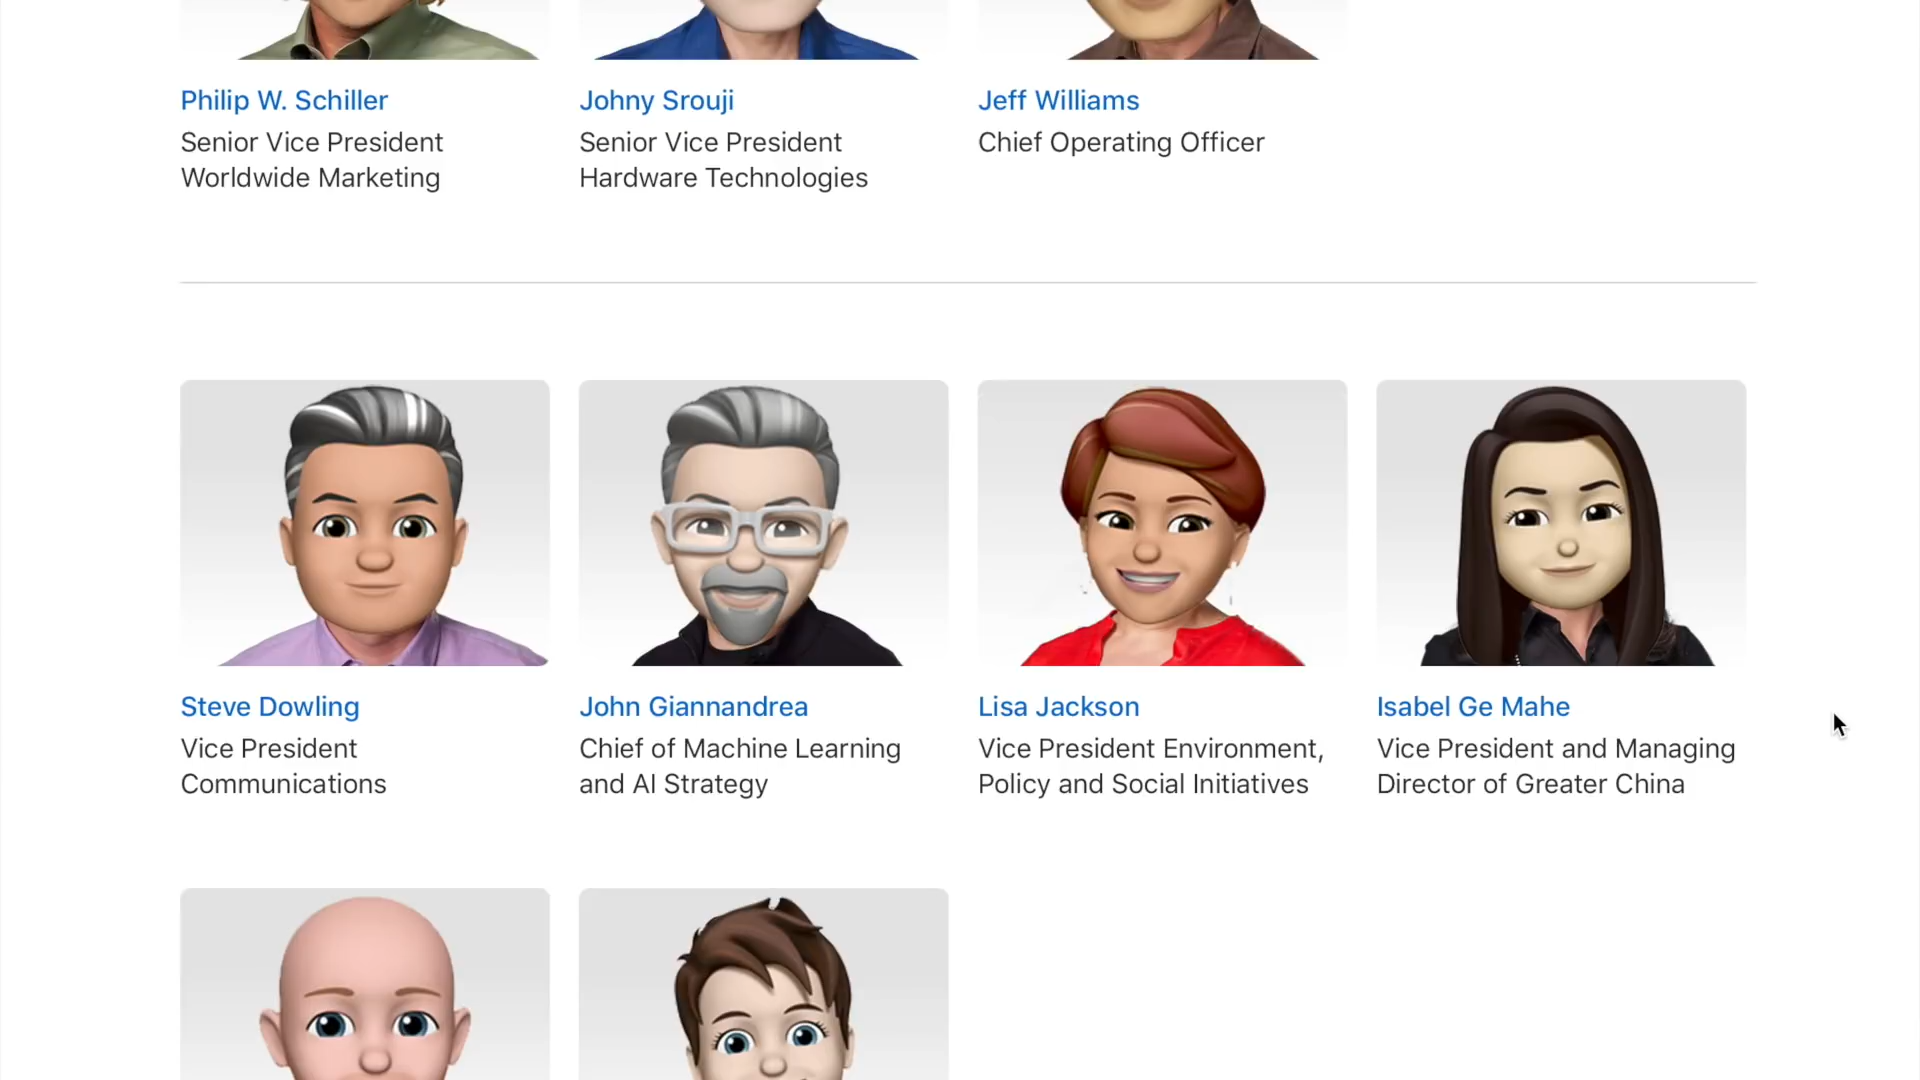 Philip W. Schiller
Senior Vice President
Worldwide Marketing
Johny Srouji
Senior Vice President
Hardware Technologies
Jeff Williams
Chief Operating Officer
Steve Dowling
Vice President
Communications
John Giannandrea
Chief of Machine Learning
and AI Strategy
Lisa Jackson
Vice President Environment,
Policy and Social Initiatives
Isabel Ge Mahe
Vice President and Managing
Director of Greater China